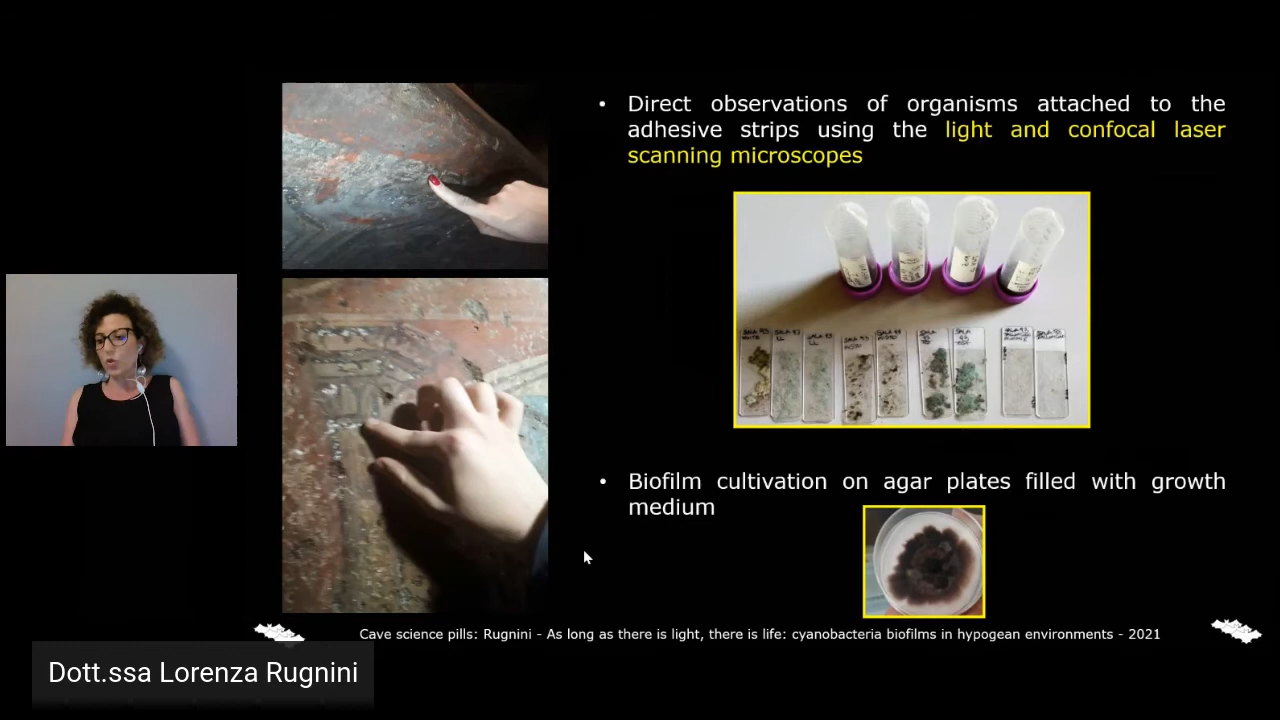 • Direct observations of organisms attached to the
adhesive strips using the light and confocal laser
scanning microscopes
• Biofilm cultivation on agar plates filled with growth
medium
Cave science pills: Rugnini - As long as there is light, there is life: cyanobacteria biofilms in hypogean environments - 2021
Dott.ssa Lorenza Rugnini